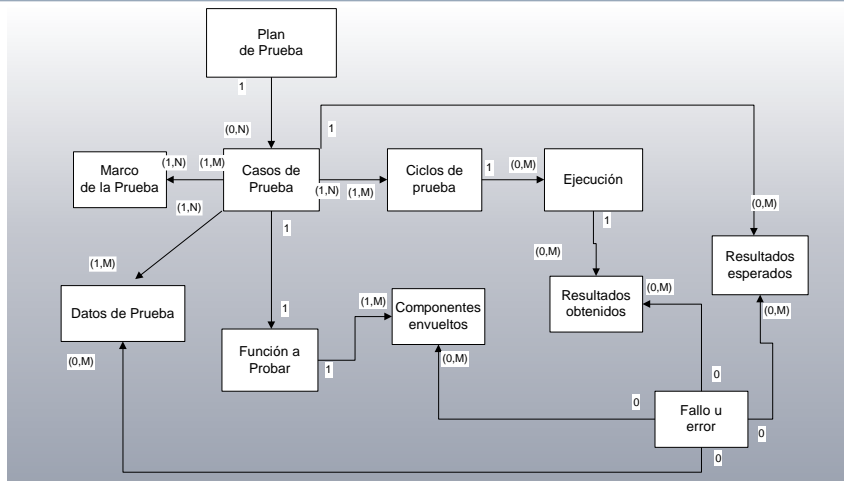 Plan
de Prueba
1
(0,N)
1
Marco
de la Prueba
(1,N)
(1,M)
Casos de
Prueba
(1,N)
(1,M)
Ciclos de
prueba
1
(0,M)
Ejecución
1
(1,N)
1
(0,M)
(0,M)
Resultados
esperados
(1,M)
Datos de Prueba
(0,M)
1
Función a
Probar
1
(1,M)
Componentes
envueltos
(0,M)
Resultados
obtenidos
(0,M)
(0,M)
0
0
Fallo u
error
0
0